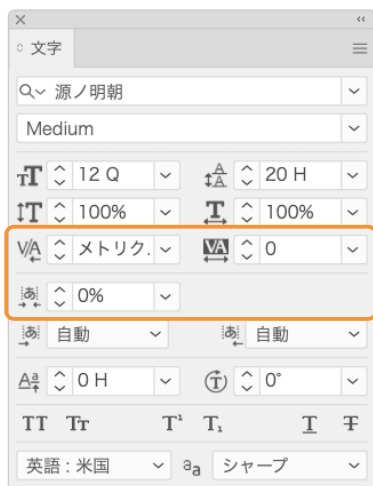 文字
源ノ明朝
Medium
12 Q 20 H
100% 100%
メトリク. 0
0%
自動 自動
0 H 0°
TT Tr T¹ T₁ T T
英語 : 米国 シャープ